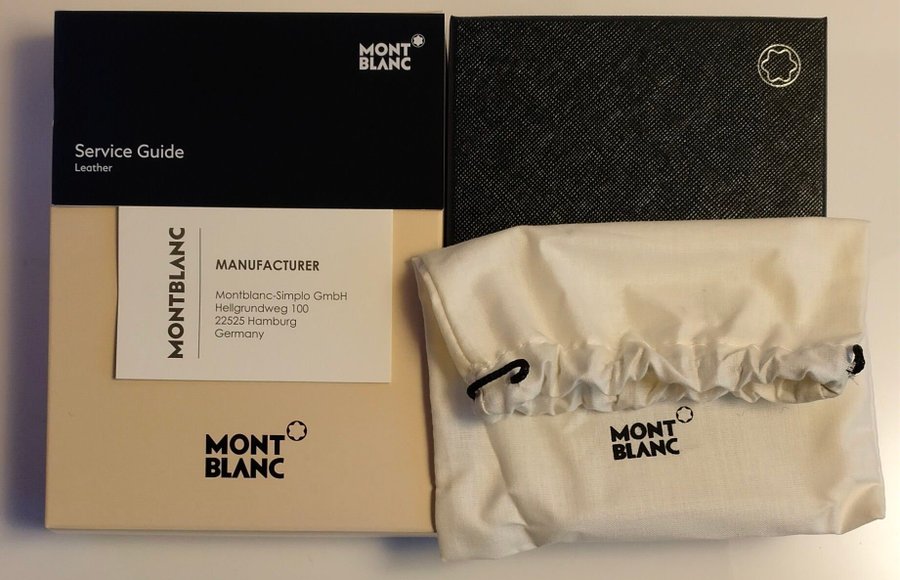 MONT
BLANC
Service Guide
Leather
MONTBLANC
MANUFACTURER
Montblanc-Simplo GmbH
Hellgrundweg 100
22525 Hamburg
Germany
MONT
BLANC
MONT
BLANC